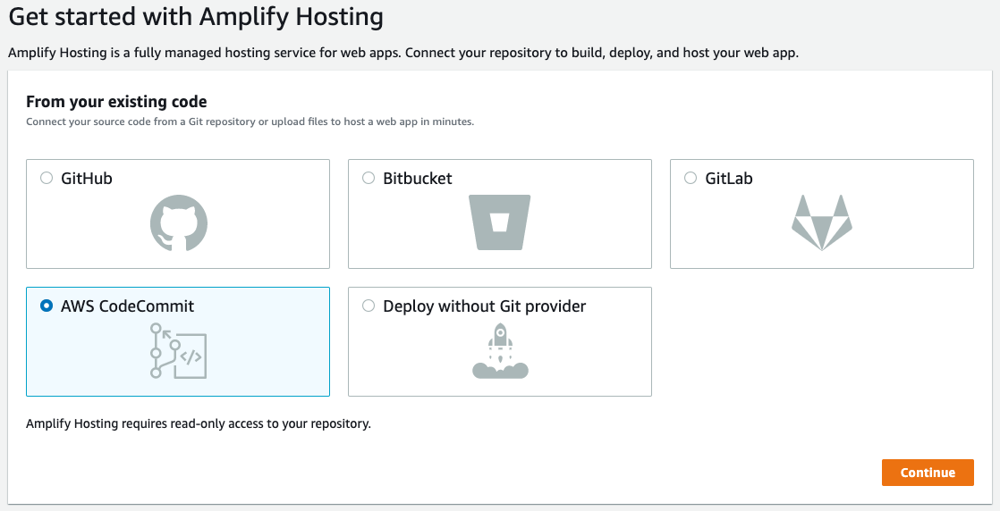 Get started with Amplify Hosting
Amplify Hosting is a fully managed hosting service for web apps. Connect your repository to build, deploy, and host your web app.
From your existing code
Connect your source code from a Git repository or upload files to host a web app in minutes.
GitHub
Bitbucket
GitLab
AWS CodeCommit
Deploy without Git provider
</>
Amplify Hosting requires read-only access to your repository.
Continue